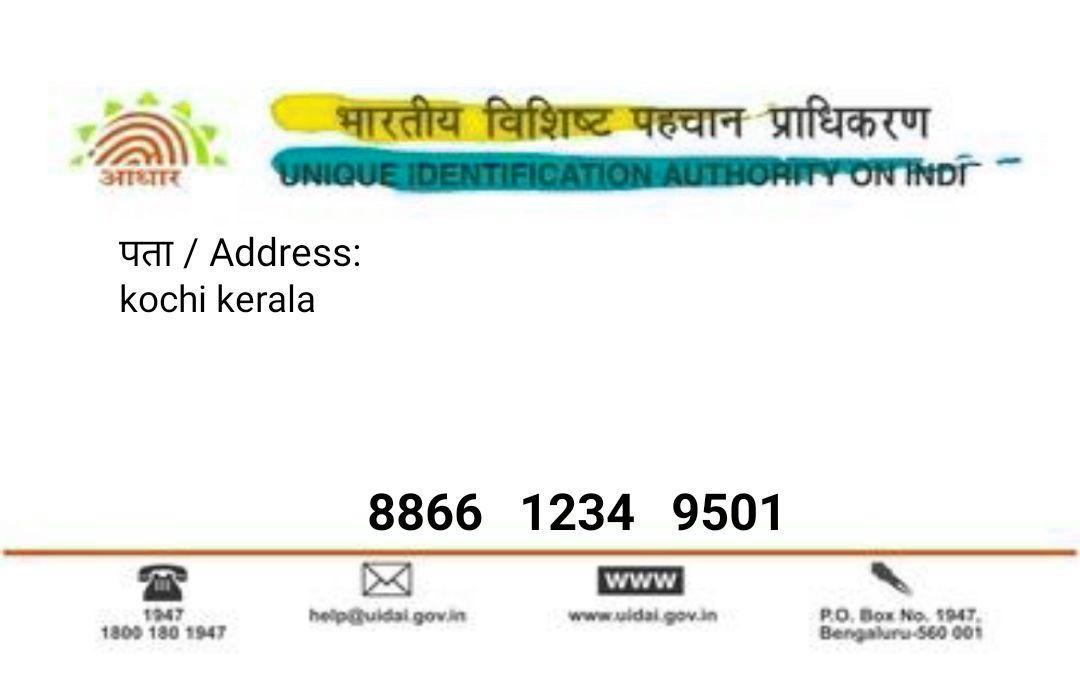 भारतीय विशिष्ट पहचान प्राधिकरण
आधार
UNIQUE IDENTIFICATION AUTHORITY ON INDI
पता / Address:
kochi kerala
8866 1234 9501
1947
1800 180 1947
help@uidai.gov.in
WWW
www.uidai.gov.in
P.O. Box No. 1947,
Bengaluru-560 001